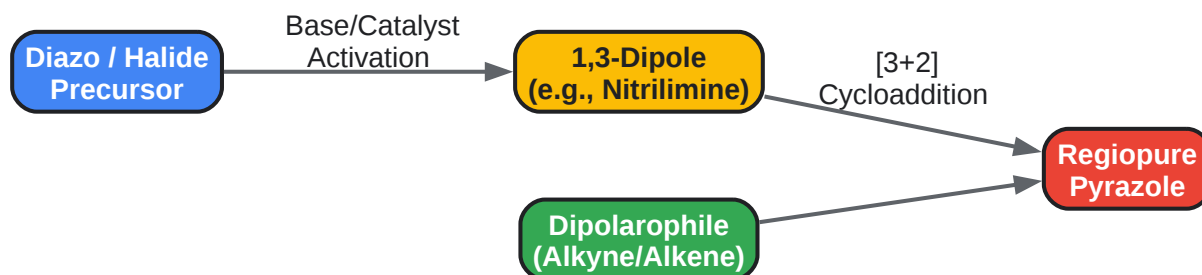 Diazo / Halide
Precursor
Base/Catalyst
Activation
1,3-Dipole
(e.g., Nitrilimine)
[3+2]
Cycloaddition
Dipolarophile
(Alkyne/Alkene)
Regiopure
Pyrazole